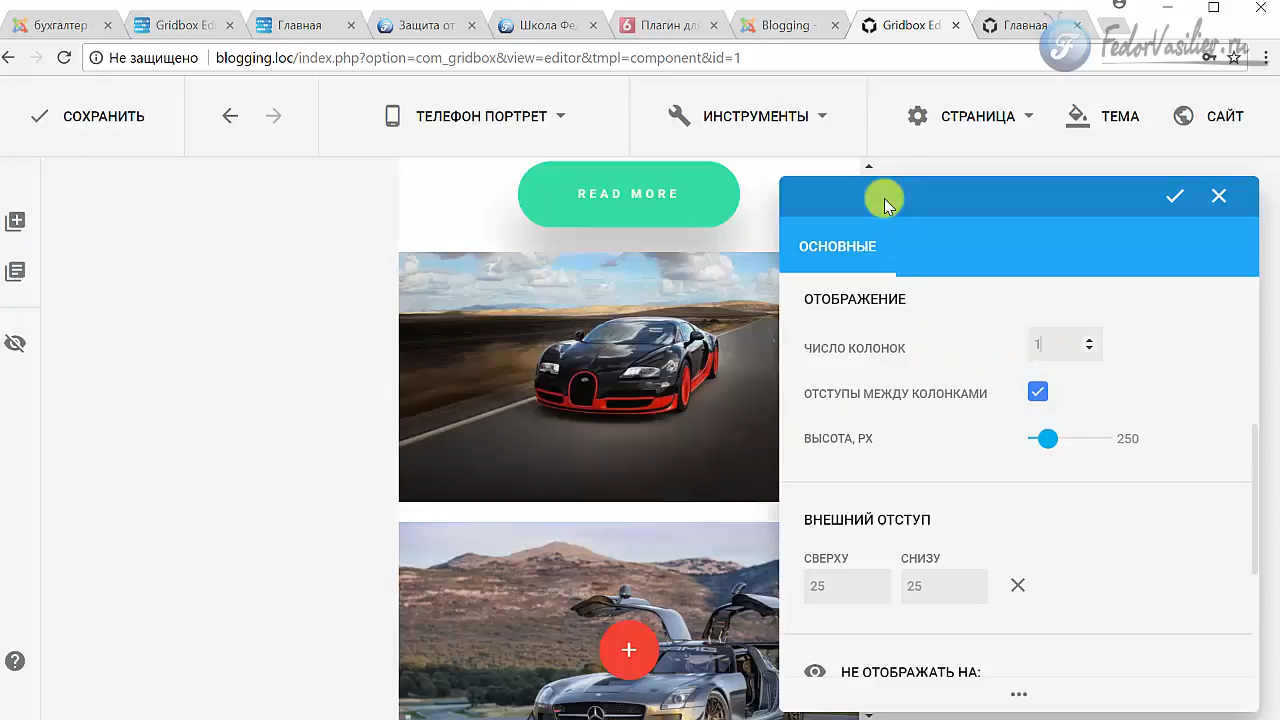 бухгалтер
Gridbox Edi
Главная
Защита о
Школа Фе
Плагин дл
Blogging -
Gridbox Ed
Главная
FedorVasiliev.ru
Не защищено
blogging.loc/index.php?option=com_gridbox&view=editor&tmpl=component&id=1
СОХРАНИТЬ
ТЕЛЕФОН ПОРТРЕТ
ИНСТРУМЕНТЫ
СТРАНИЦА
ТЕМА
САЙТ
READ MORE
ОСНОВНЫЕ
ОТОБРАЖЕНИЕ
ЧИСЛО КОЛОНОК
1
ОТСТУПЫ МЕЖДУ КОЛОНКАМИ
ВЫСОТА, PX
250
ВНЕШНИЙ ОТСТУП
СВЕРХУ
СНИЗУ
25
25
НЕ ОТОБРАЖАТЬ НА: